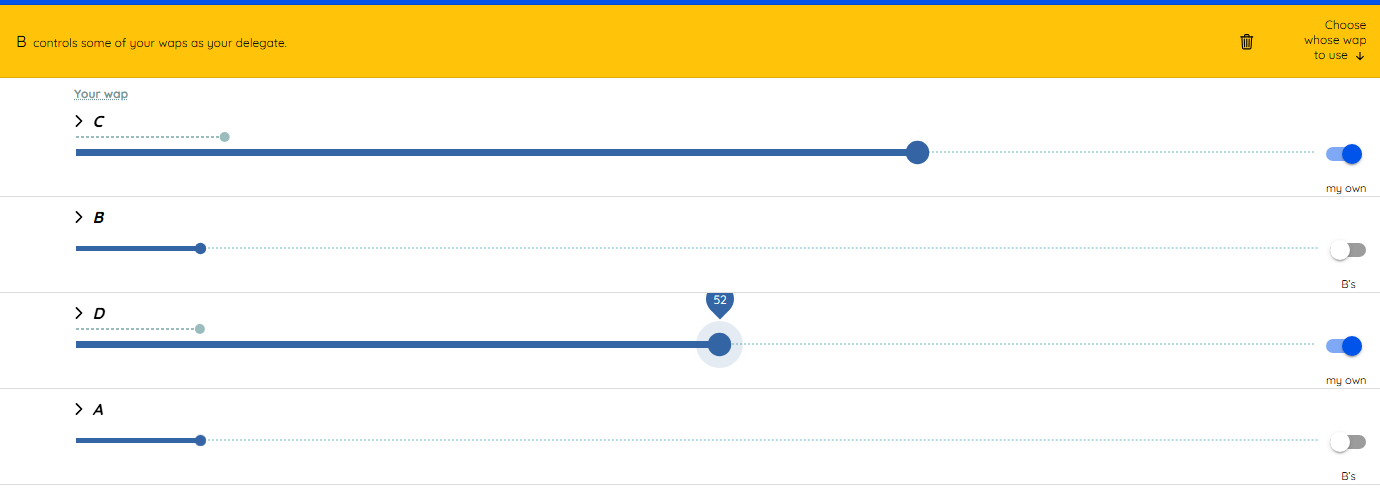 B controls some of your waps as your delegate.
Choose
whose wap
to use ↓
Your wap
C
my own
B
B's
52
D
my own
A
B's